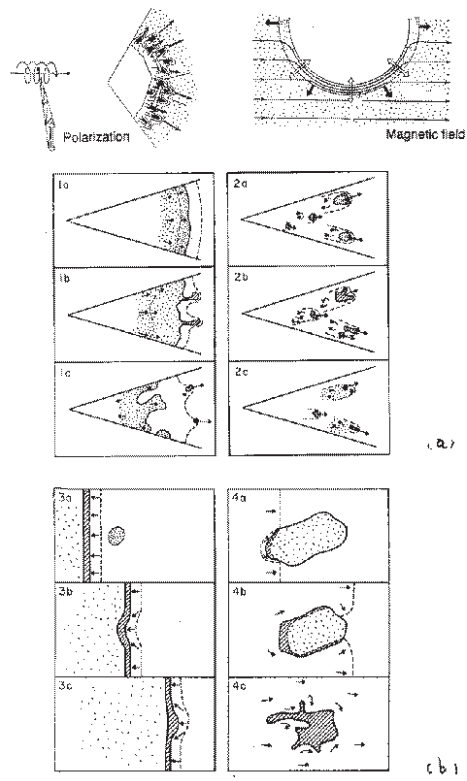 Polarization
Magnetic field
1a
2a
1b
2b
1c
2c
(a)
3a
4a
3b
4b
3c
4c
(b)